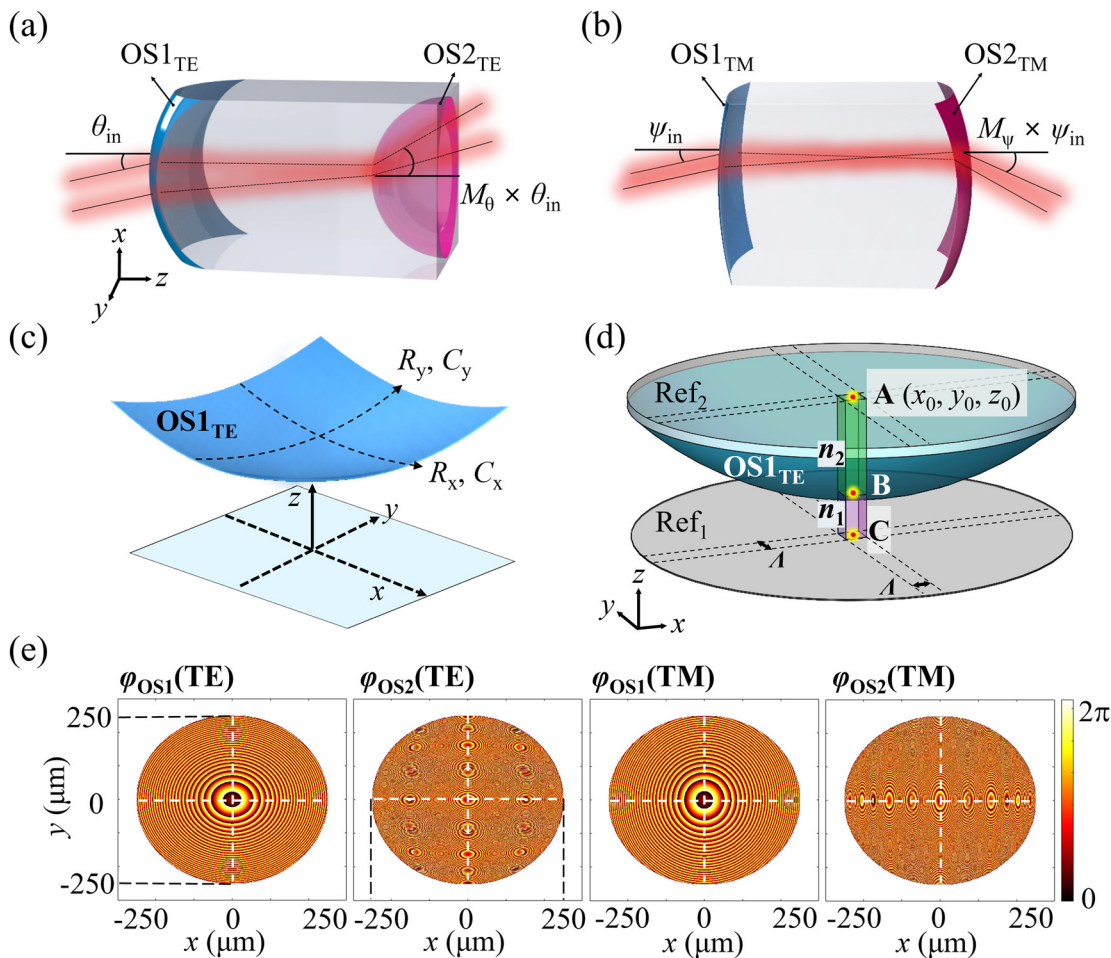 (a)
OS1TE
OS2TE
θin
Mθ × θin
x
z
y
(b)
OS1TM
OS2TM
ψin
Mψ × ψin
(c)
Ry, Cy
OS1TE
Rx, Cx
z
y
x
(d)
Ref2
A (x0, y0, z0)
n2
OS1TE
B
n1
Ref1
C
Λ
Λ
z
y
x
(e)
φOS1(TE)
φOS2(TE)
φOS1(TM)
φOS2(TM)
250
0
-250
y (μm)
2π
0
-250 0 250
-250 0 250
-250 0 250
-250 0 250
x (μm)
x (μm)
x (μm)
x (μm)